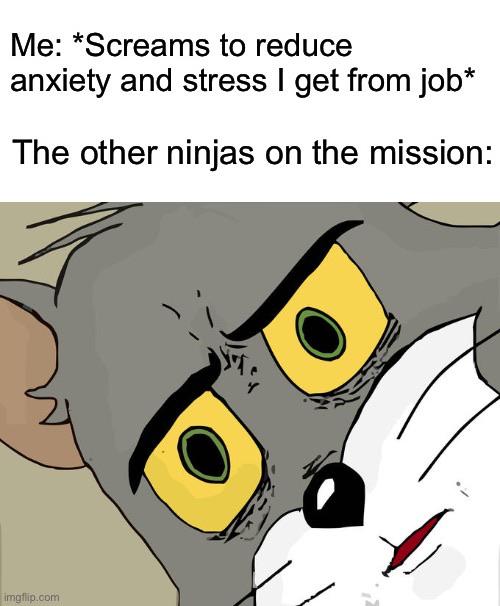 Me: *Screams to reduce
anxiety and stress I get from job*
The other ninjas on the mission:
imgflip.com